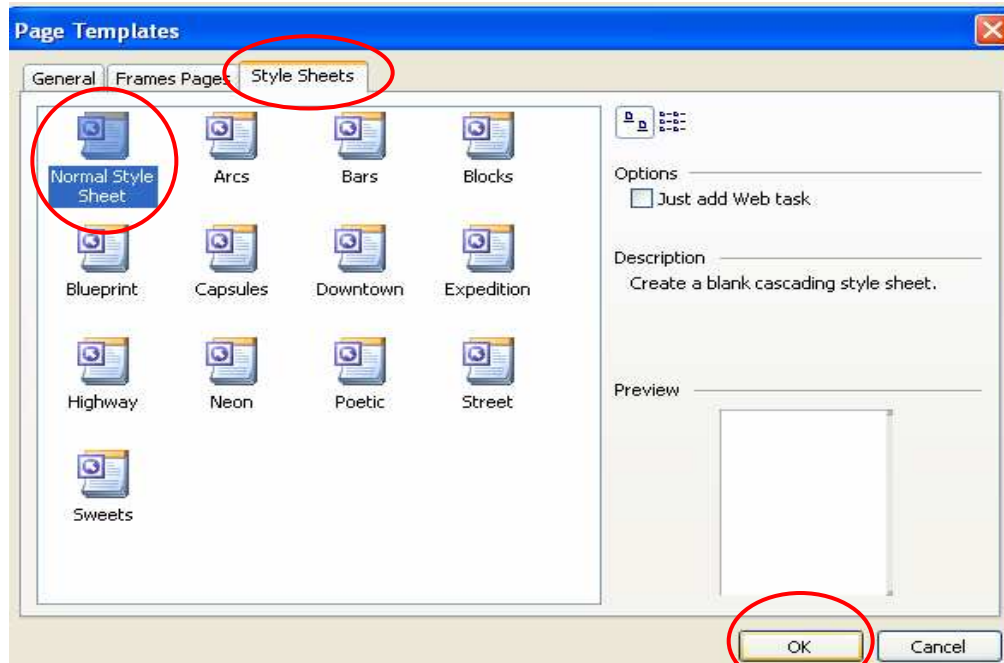 Page Templates
General Frames Pages Style Sheets
Normal Style Sheet
Arcs
Bars
Blocks
Blueprint
Capsules
Downtown
Expedition
Highway
Neon
Poetic
Street
Sweets
Options
Just add Web task
Description
Create a blank cascading style sheet.
Preview
OK Cancel